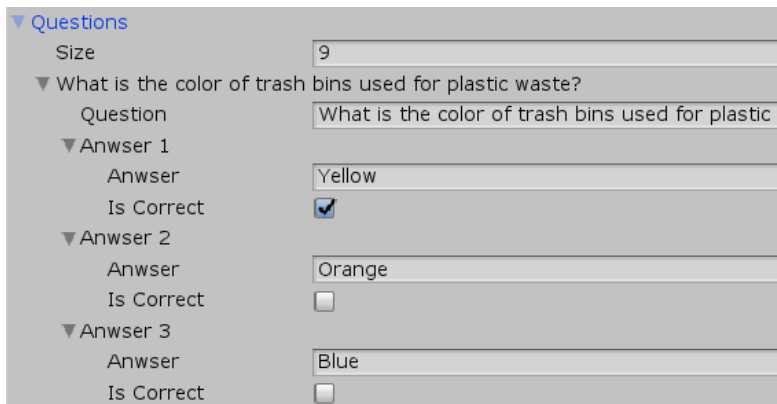 Questions
Size 9
What is the color of trash bins used for plastic waste?
Question What is the color of trash bins used for plastic
Anwser 1
Anwser Yellow
Is Correct
Anwser 2
Anwser Orange
Is Correct
Anwser 3
Anwser Blue
Is Correct